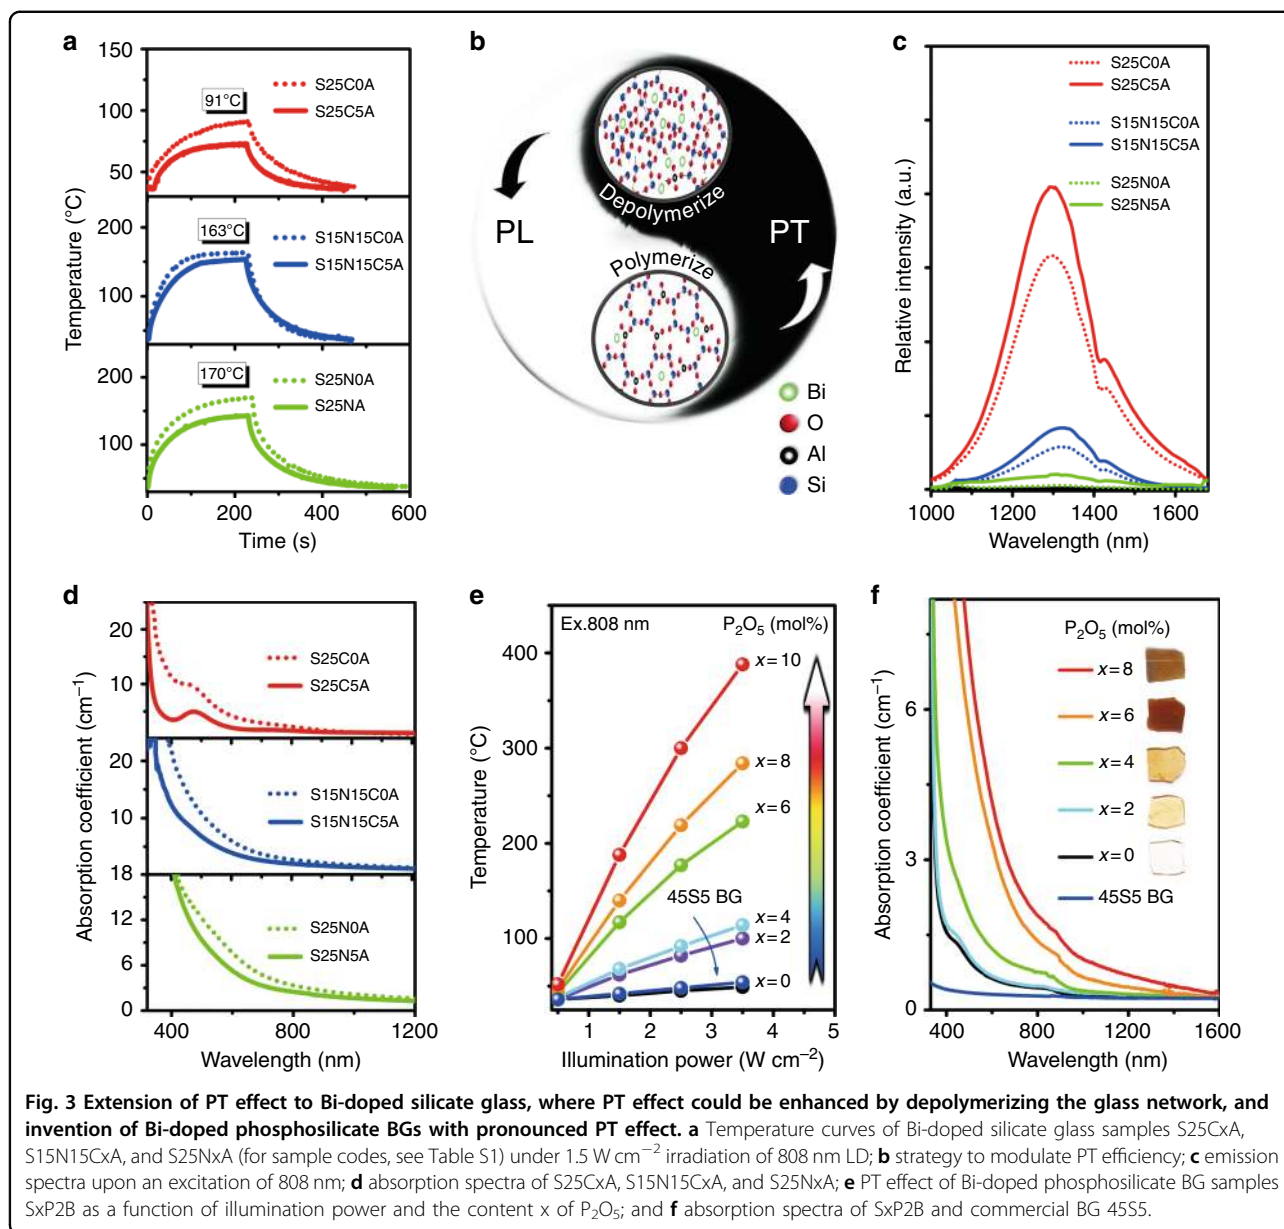 a
150
100
50
200
100
200
100
0
200
400
600
Temperature (°C)
Time (s)
91°C
S25C0A
S25C5A
163°C
S15N15C0A
S15N15C5A
170°C
S25N0A
S25NA
b
PL
PT
Depolymerize
Polymerize
Bi
O
Al
Si
c
S25C0A
S25C5A
S15N15C0A
S15N15C5A
S25N0A
S25N5A
Relative intensity (a.u.)
1000
1200
1400
1600
Wavelength (nm)
d
20
10
20
10
18
12
6
0
Absorption coefficient (cm−1)
S25C0A
S25C5A
S15N15C0A
S15N15C5A
S25N0A
S25N5A
400
800
1200
Wavelength (nm)
e
Ex.808 nm
P2O5 (mol%)
400
300
200
100
Temperature (°C)
x = 10
x = 8
x = 6
45S5 BG
x = 4
x = 2
x = 0
1
2
3
4
5
Illumination power (W cm−2)
f
P2O5 (mol%)
x = 8
x = 6
x = 4
x = 2
x = 0
45S5 BG
6
3
0
Absorption coefficient (cm−1)
400
800
1200
1600
Wavelength (nm)
Fig. 3 Extension of PT effect to Bi-doped silicate glass, where PT effect could be enhanced by depolymerizing the glass network, and
invention of Bi-doped phosphosilicate BGs with pronounced PT effect. a Temperature curves of Bi-doped silicate glass samples S25CxA,
S15N15CxA, and S25NxA (for sample codes, see Table S1) under 1.5 W cm−2 irradiation of 808 nm LD; b strategy to modulate PT efficiency; c emission
spectra upon an excitation of 808 nm; d absorption spectra of S25CxA, S15N15CxA, and S25NxA; e PT effect of Bi-doped phosphosilicate BG samples
SxP2B as a function of illumination power and the content x of P2O5; and f absorption spectra of SxP2B and commercial BG 45S5.